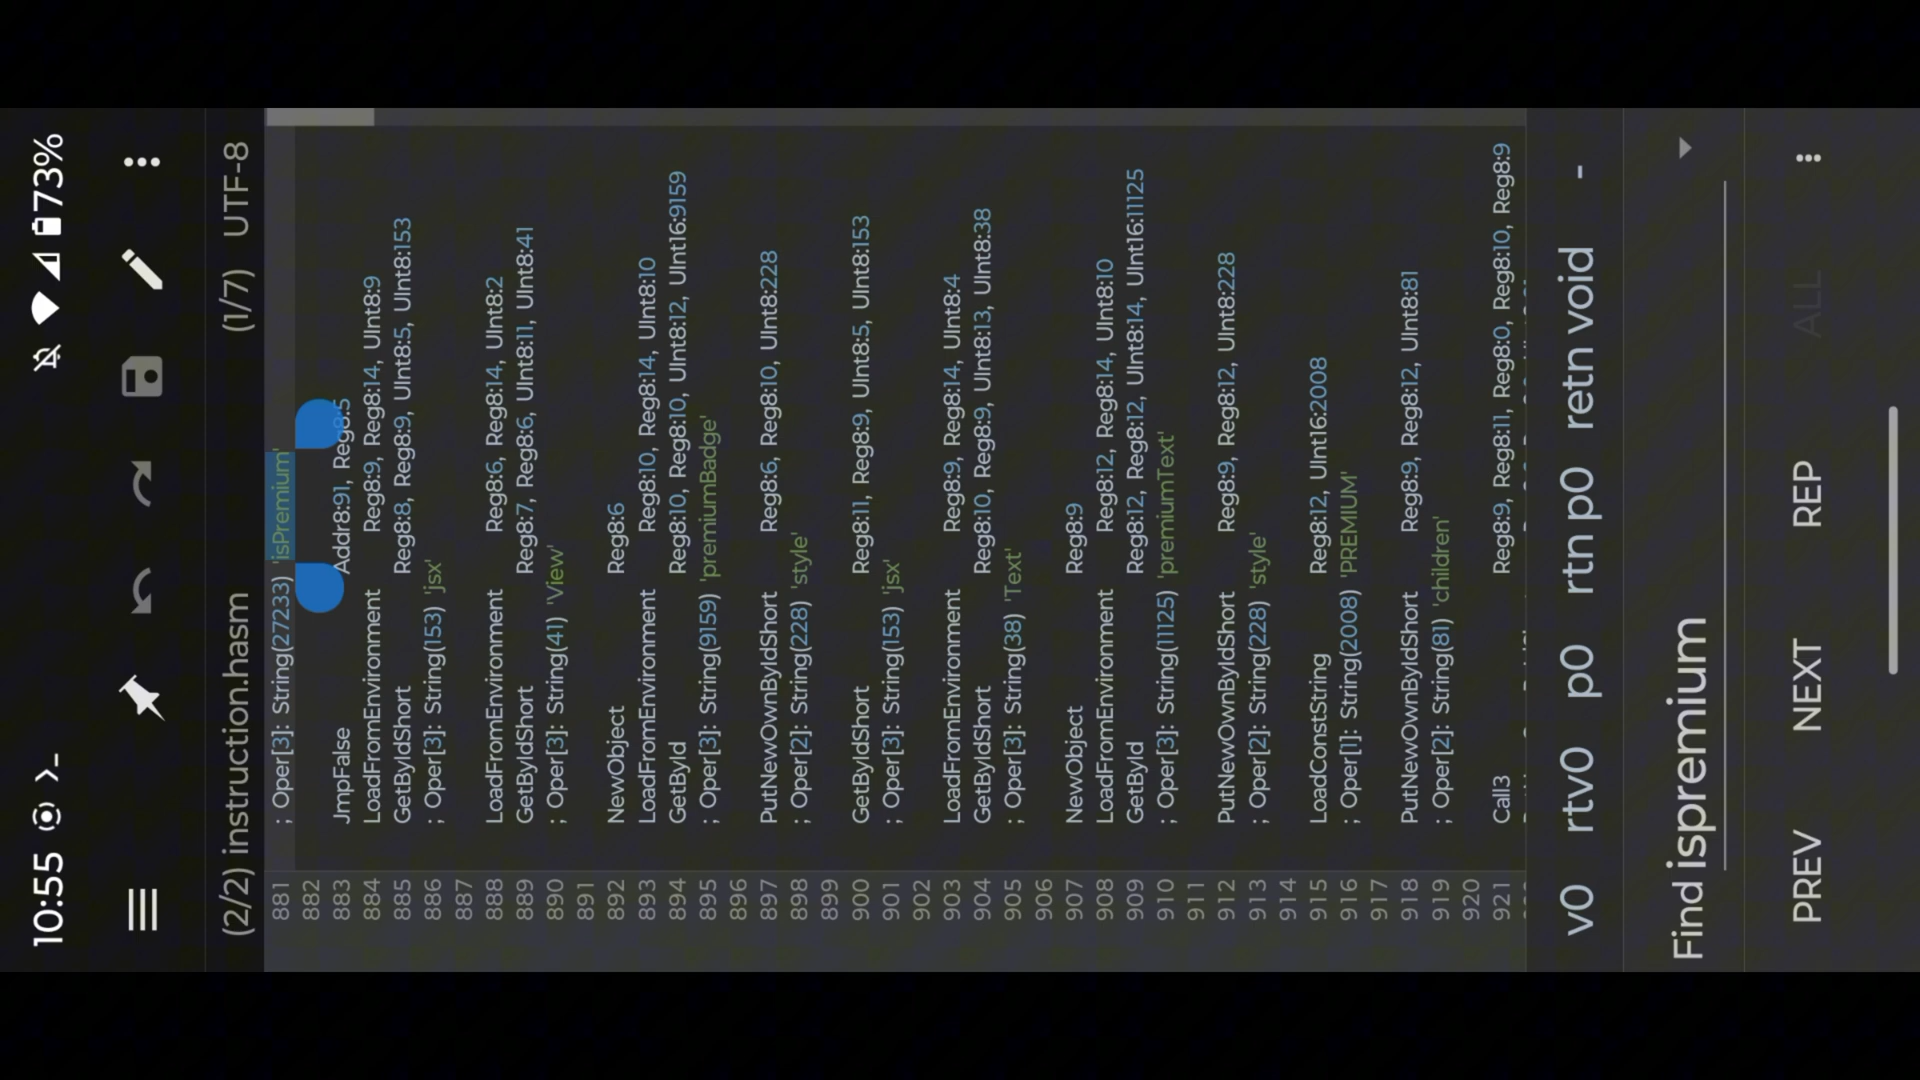 10:55 >_ 73%
(2/2) instruction.hasm (1/7) UTF-8
881 ; Oper[3]: String(27233) 'isPremium'
882
883 JmpFalse Addr8:91, Reg8:5
884 LoadFromEnvironment Reg8:9, Reg8:14, UInt8:9
885 GetByIdShort Reg8:8, Reg8:9, UInt8:5, UInt8:153
886 ; Oper[3]: String(153) 'jsx'
887
888 LoadFromEnvironment Reg8:6, Reg8:14, UInt8:2
889 GetByIdShort Reg8:7, Reg8:6, UInt8:11, UInt8:41
890 ; Oper[3]: String(41) 'View'
891
892 NewObject Reg8:6
893 LoadFromEnvironment Reg8:10, Reg8:14, UInt8:10
894 GetById Reg8:10, Reg8:10, UInt8:12, UInt16:9159
895 ; Oper[3]: String(9159) 'premiumBadge'
896
897 PutNewOwnByIdShort Reg8:6, Reg8:10, UInt8:228
898 ; Oper[2]: String(228) 'style'
899
900 GetByIdShort Reg8:11, Reg8:9, UInt8:5, UInt8:153
901 ; Oper[3]: String(153) 'jsx'
902
903 LoadFromEnvironment Reg8:9, Reg8:14, UInt8:4
904 GetByIdShort Reg8:10, Reg8:9, UInt8:13, UInt8:38
905 ; Oper[3]: String(38) 'Text'
906
907 NewObject Reg8:9
908 LoadFromEnvironment Reg8:12, Reg8:14, UInt8:10
909 GetById Reg8:12, Reg8:12, UInt8:14, UInt16:11125
910 ; Oper[3]: String(11125) 'premiumText'
911
912 PutNewOwnByIdShort Reg8:9, Reg8:12, UInt8:228
913 ; Oper[2]: String(228) 'style'
914
915 LoadConstString Reg8:12, UInt16:2008
916 ; Oper[1]: String(2008) 'PREMIUM'
917
918 PutNewOwnByIdShort Reg8:9, Reg8:12, UInt8:81
919 ; Oper[2]: String(81) 'children'
920
921 Call3 Reg8:9, Reg8:11, Reg8:0, Reg8:10, Reg8:9
v0 rtv0 p0 rtn p0 retn void -
Find ispremium
PREV NEXT REP ALL